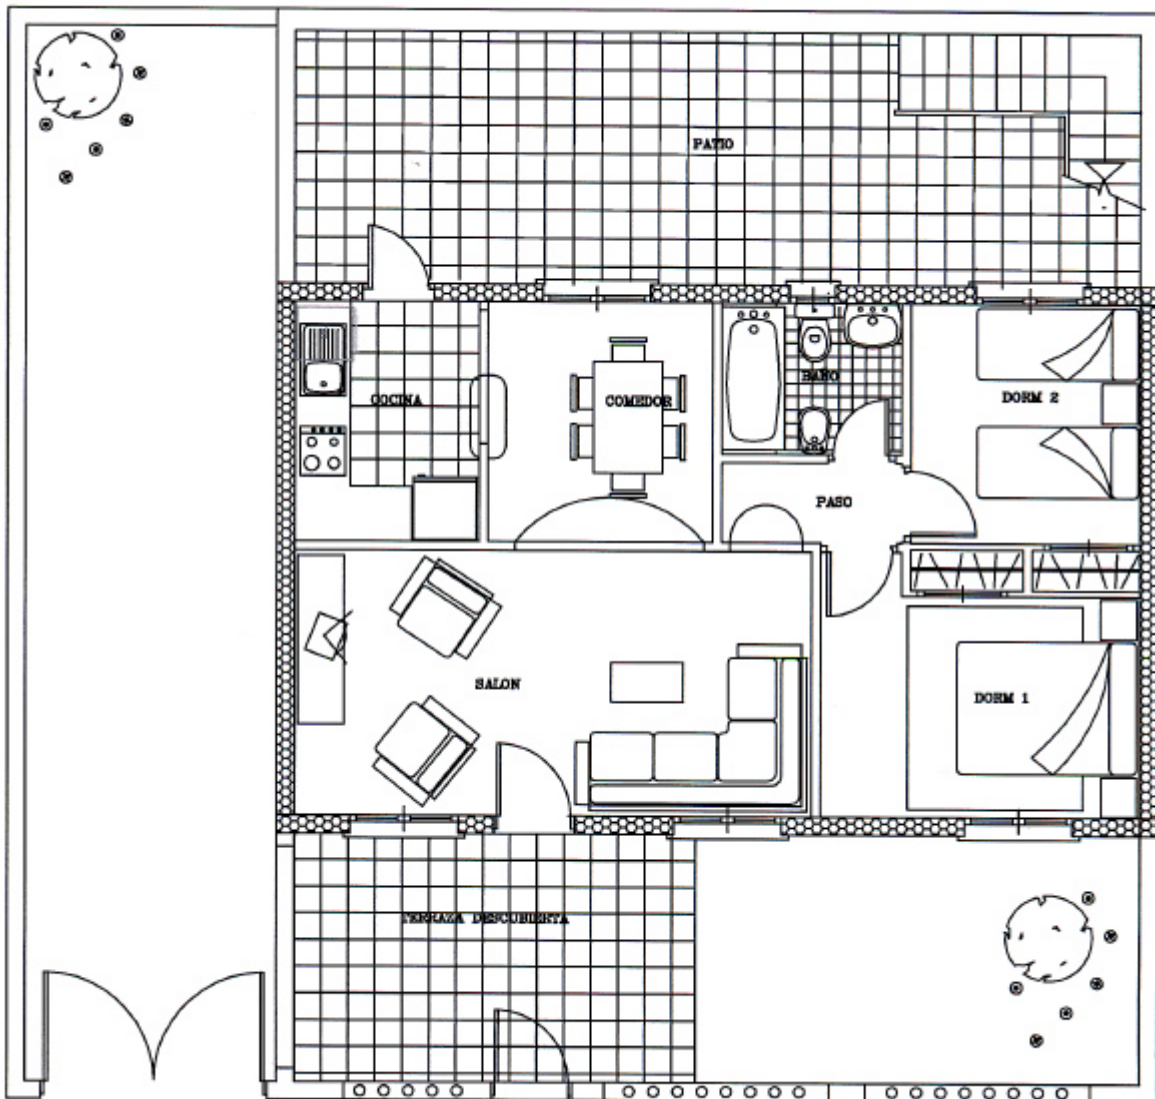 PATIO
COCINA
COMEDOR
BAÑO
DORM 2
PASO
SALON
DORM 1
TERRAZA DESCUBIERTA